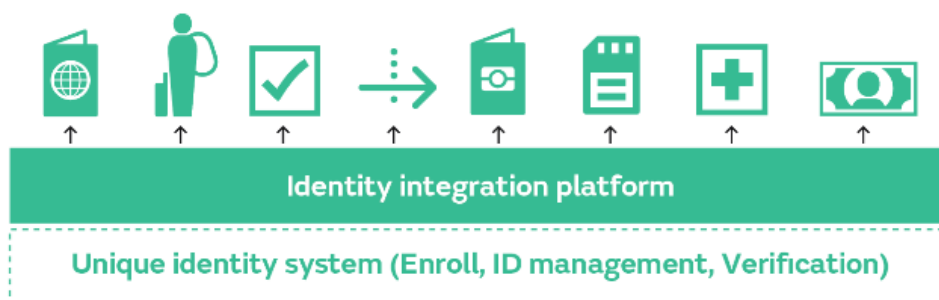 Identity integration platform
Unique identity system (Enroll, ID management, Verification)